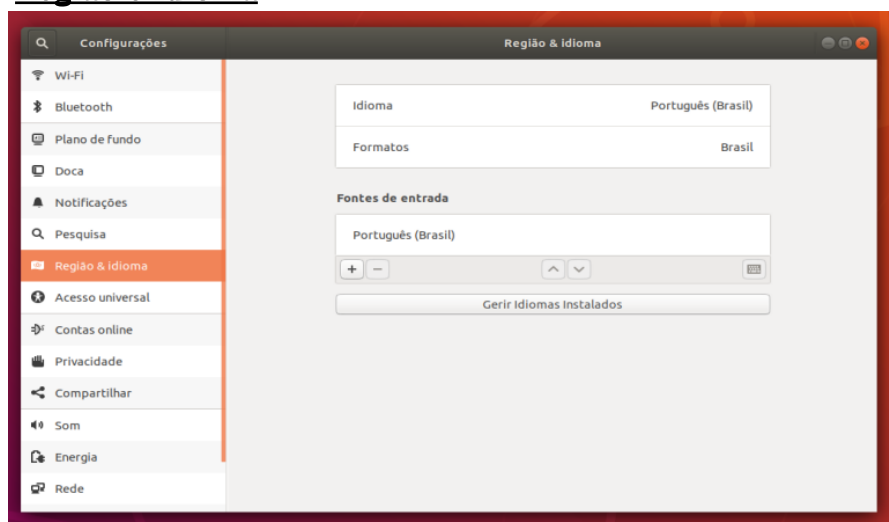 Configurações
Região & idioma
Wi-Fi
Bluetooth
Plano de fundo
Doca
Notificações
Pesquisa
Região & idioma
Acesso universal
Contas online
Privacidade
Compartilhar
Som
Energia
Rede
Idioma Português (Brasil)
Formatos Brasil
Fontes de entrada
Português (Brasil)
Gerir Idiomas Instalados